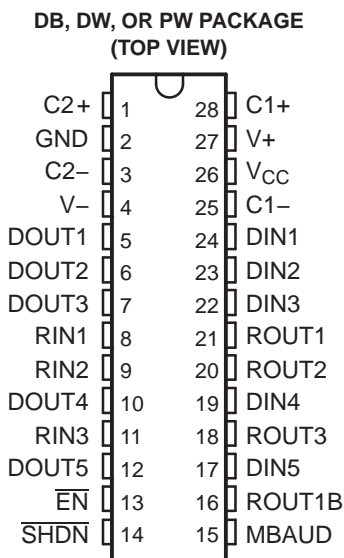 DB, DW, OR PW PACKAGE
(TOP VIEW)
C2+ 1 28 C1+
GND 2 27 V+
C2− 3 26 VCC
V− 4 25 C1−
DOUT1 5 24 DIN1
DOUT2 6 23 DIN2
DOUT3 7 22 DIN3
RIN1 8 21 ROUT1
RIN2 9 20 ROUT2
DOUT4 10 19 DIN4
RIN3 11 18 ROUT3
DOUT5 12 17 DIN5
E̅N̅ 13 16 ROUT1B
S̅H̅D̅N̅ 14 15 MBAUD